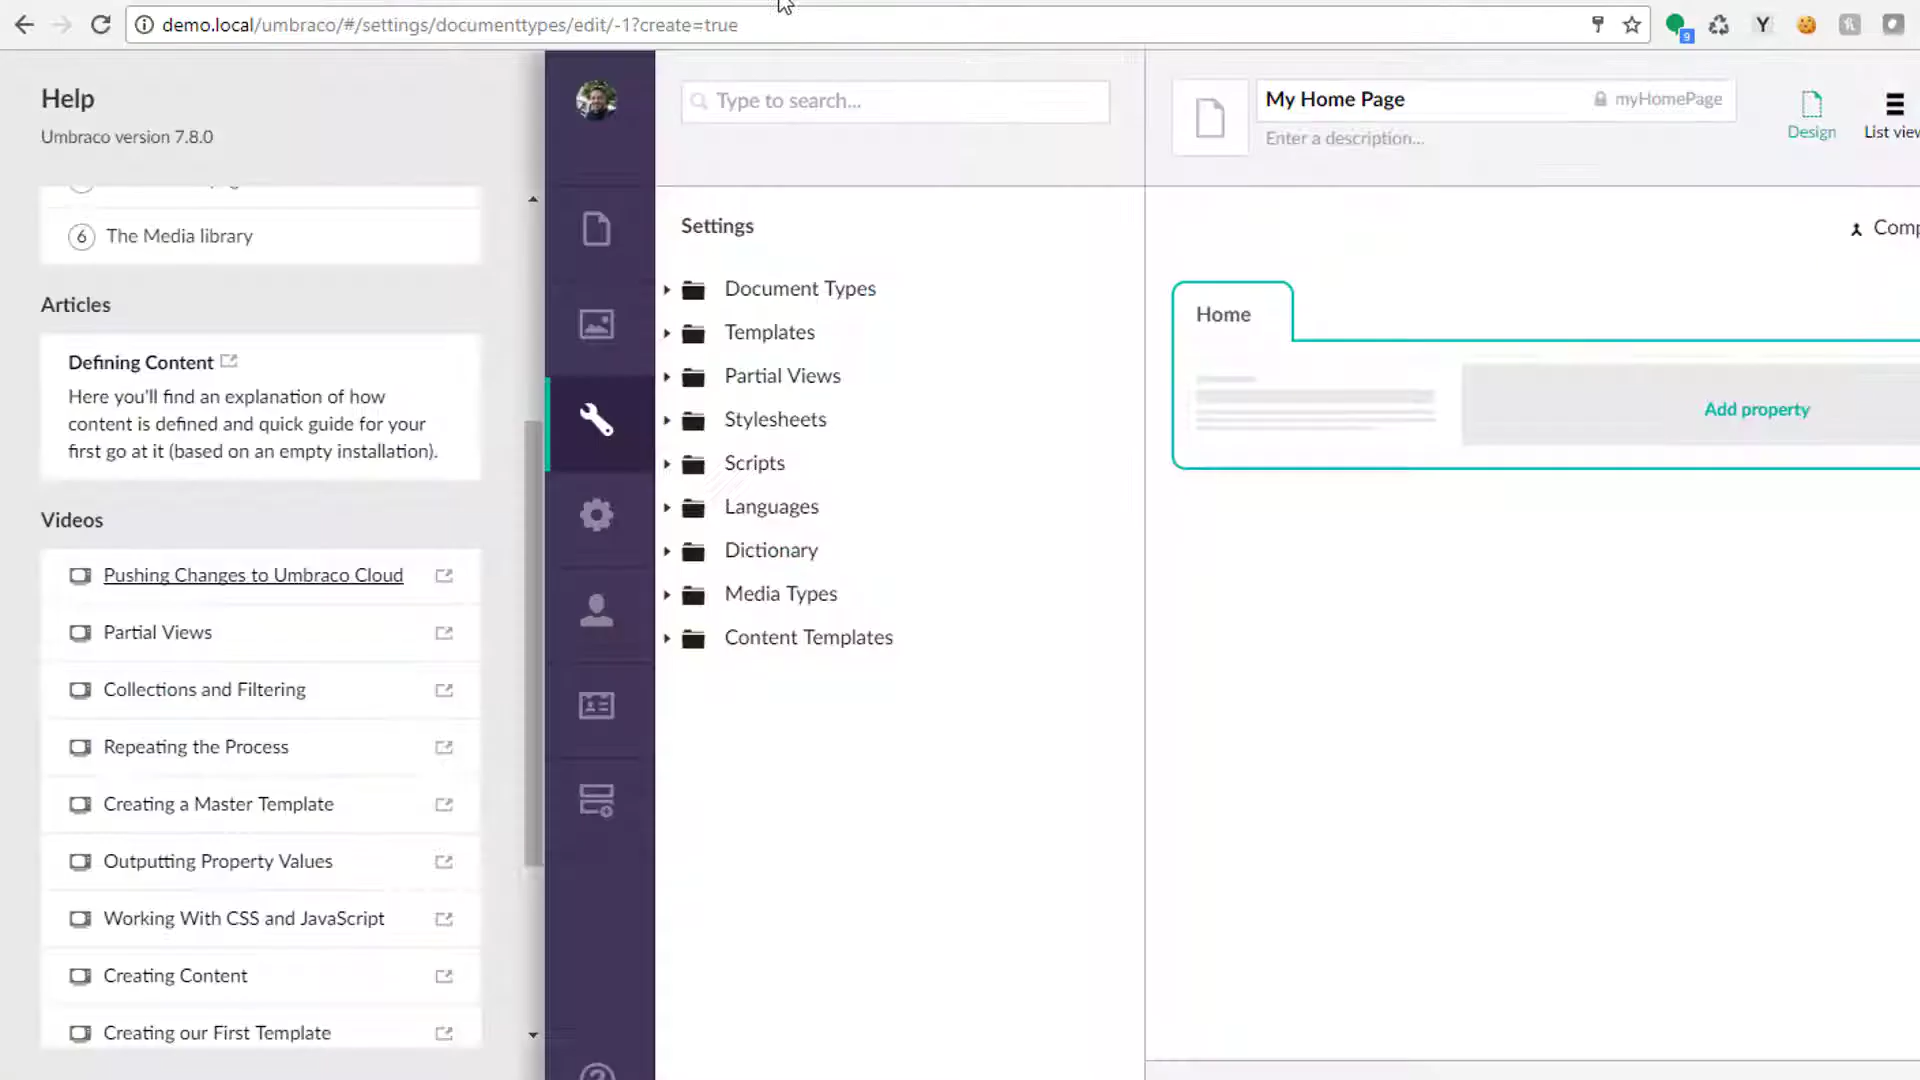 demo.local/umbraco/#/settings/documenttypes/edit/-1?create=true
9
Y
Help
Umbraco version 7.8.0
6 The Media library
Articles
Defining Content
Here you'll find an explanation of how
content is defined and quick guide for your
first go at it (based on an empty installation).
Videos
Pushing Changes to Umbraco Cloud
Partial Views
Collections and Filtering
Repeating the Process
Creating a Master Template
Outputting Property Values
Working With CSS and JavaScript
Creating Content
Creating our First Template
Type to search...
Settings
Document Types
Templates
Partial Views
Stylesheets
Scripts
Languages
Dictionary
Media Types
Content Templates
My Home Page
myHomePage
Enter a description...
Design
List view
Comp
Home
Add property